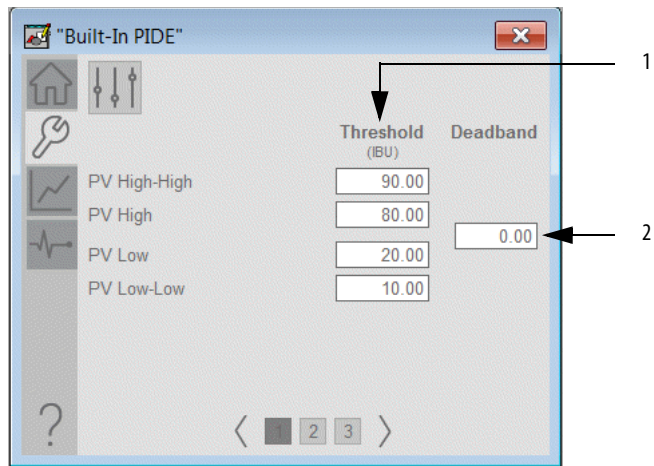 "Built-In PIDE"
1
Threshold Deadband
(IBU)
PV High-High 90.00
PV High 80.00
0.00 2
PV Low 20.00
PV Low-Low 10.00
?
1 2 3